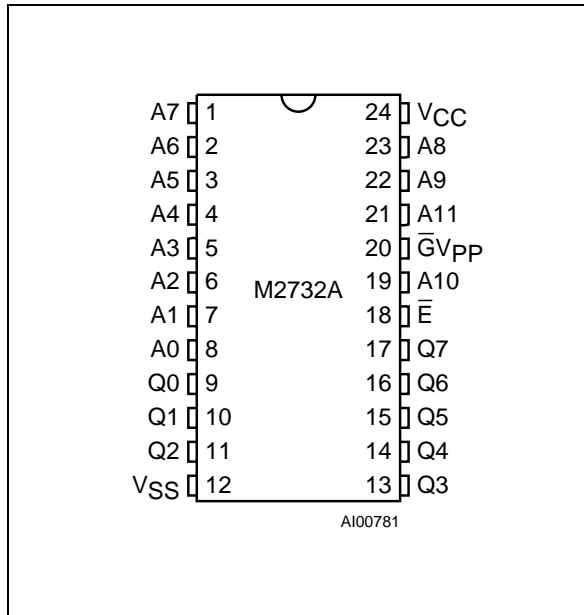 A7 1 24 VCC
A6 2 23 A8
A5 3 22 A9
A4 4 21 A11
A3 5 20 G̅VPP
A2 6 19 A10
M2732A
A1 7 18 E̅
A0 8 17 Q7
Q0 9 16 Q6
Q1 10 15 Q5
Q2 11 14 Q4
VSS 12 13 Q3
AI00781